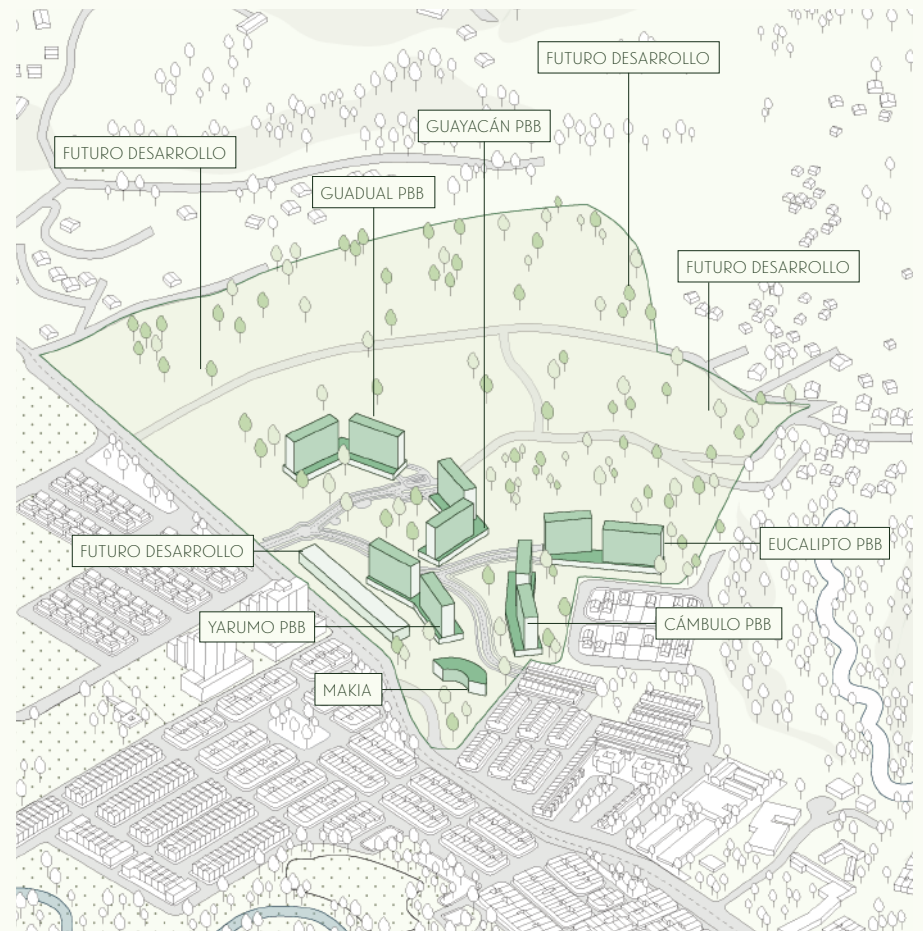 FUTURO DESARROLLO
GUAYACÁN PBB
FUTURO DESARROLLO
GUADUAL PBB
FUTURO DESARROLLO
EUCALIPTO PBB
FUTURO DESARROLLO
CÁMBULO PBB
YARUMO PBB
MAKIA